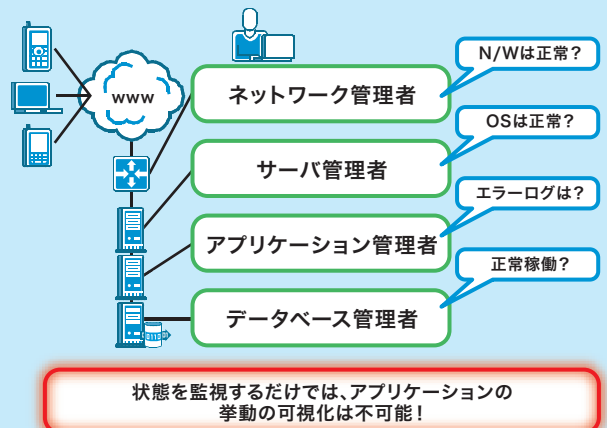 www
ネットワーク管理者
N/Wは正常？
サーバ管理者
OSは正常？
アプリケーション管理者
エラーログは？
データベース管理者
正常稼働？
状態を監視するだけでは、アプリケーションの
挙動の可視化は不可能！